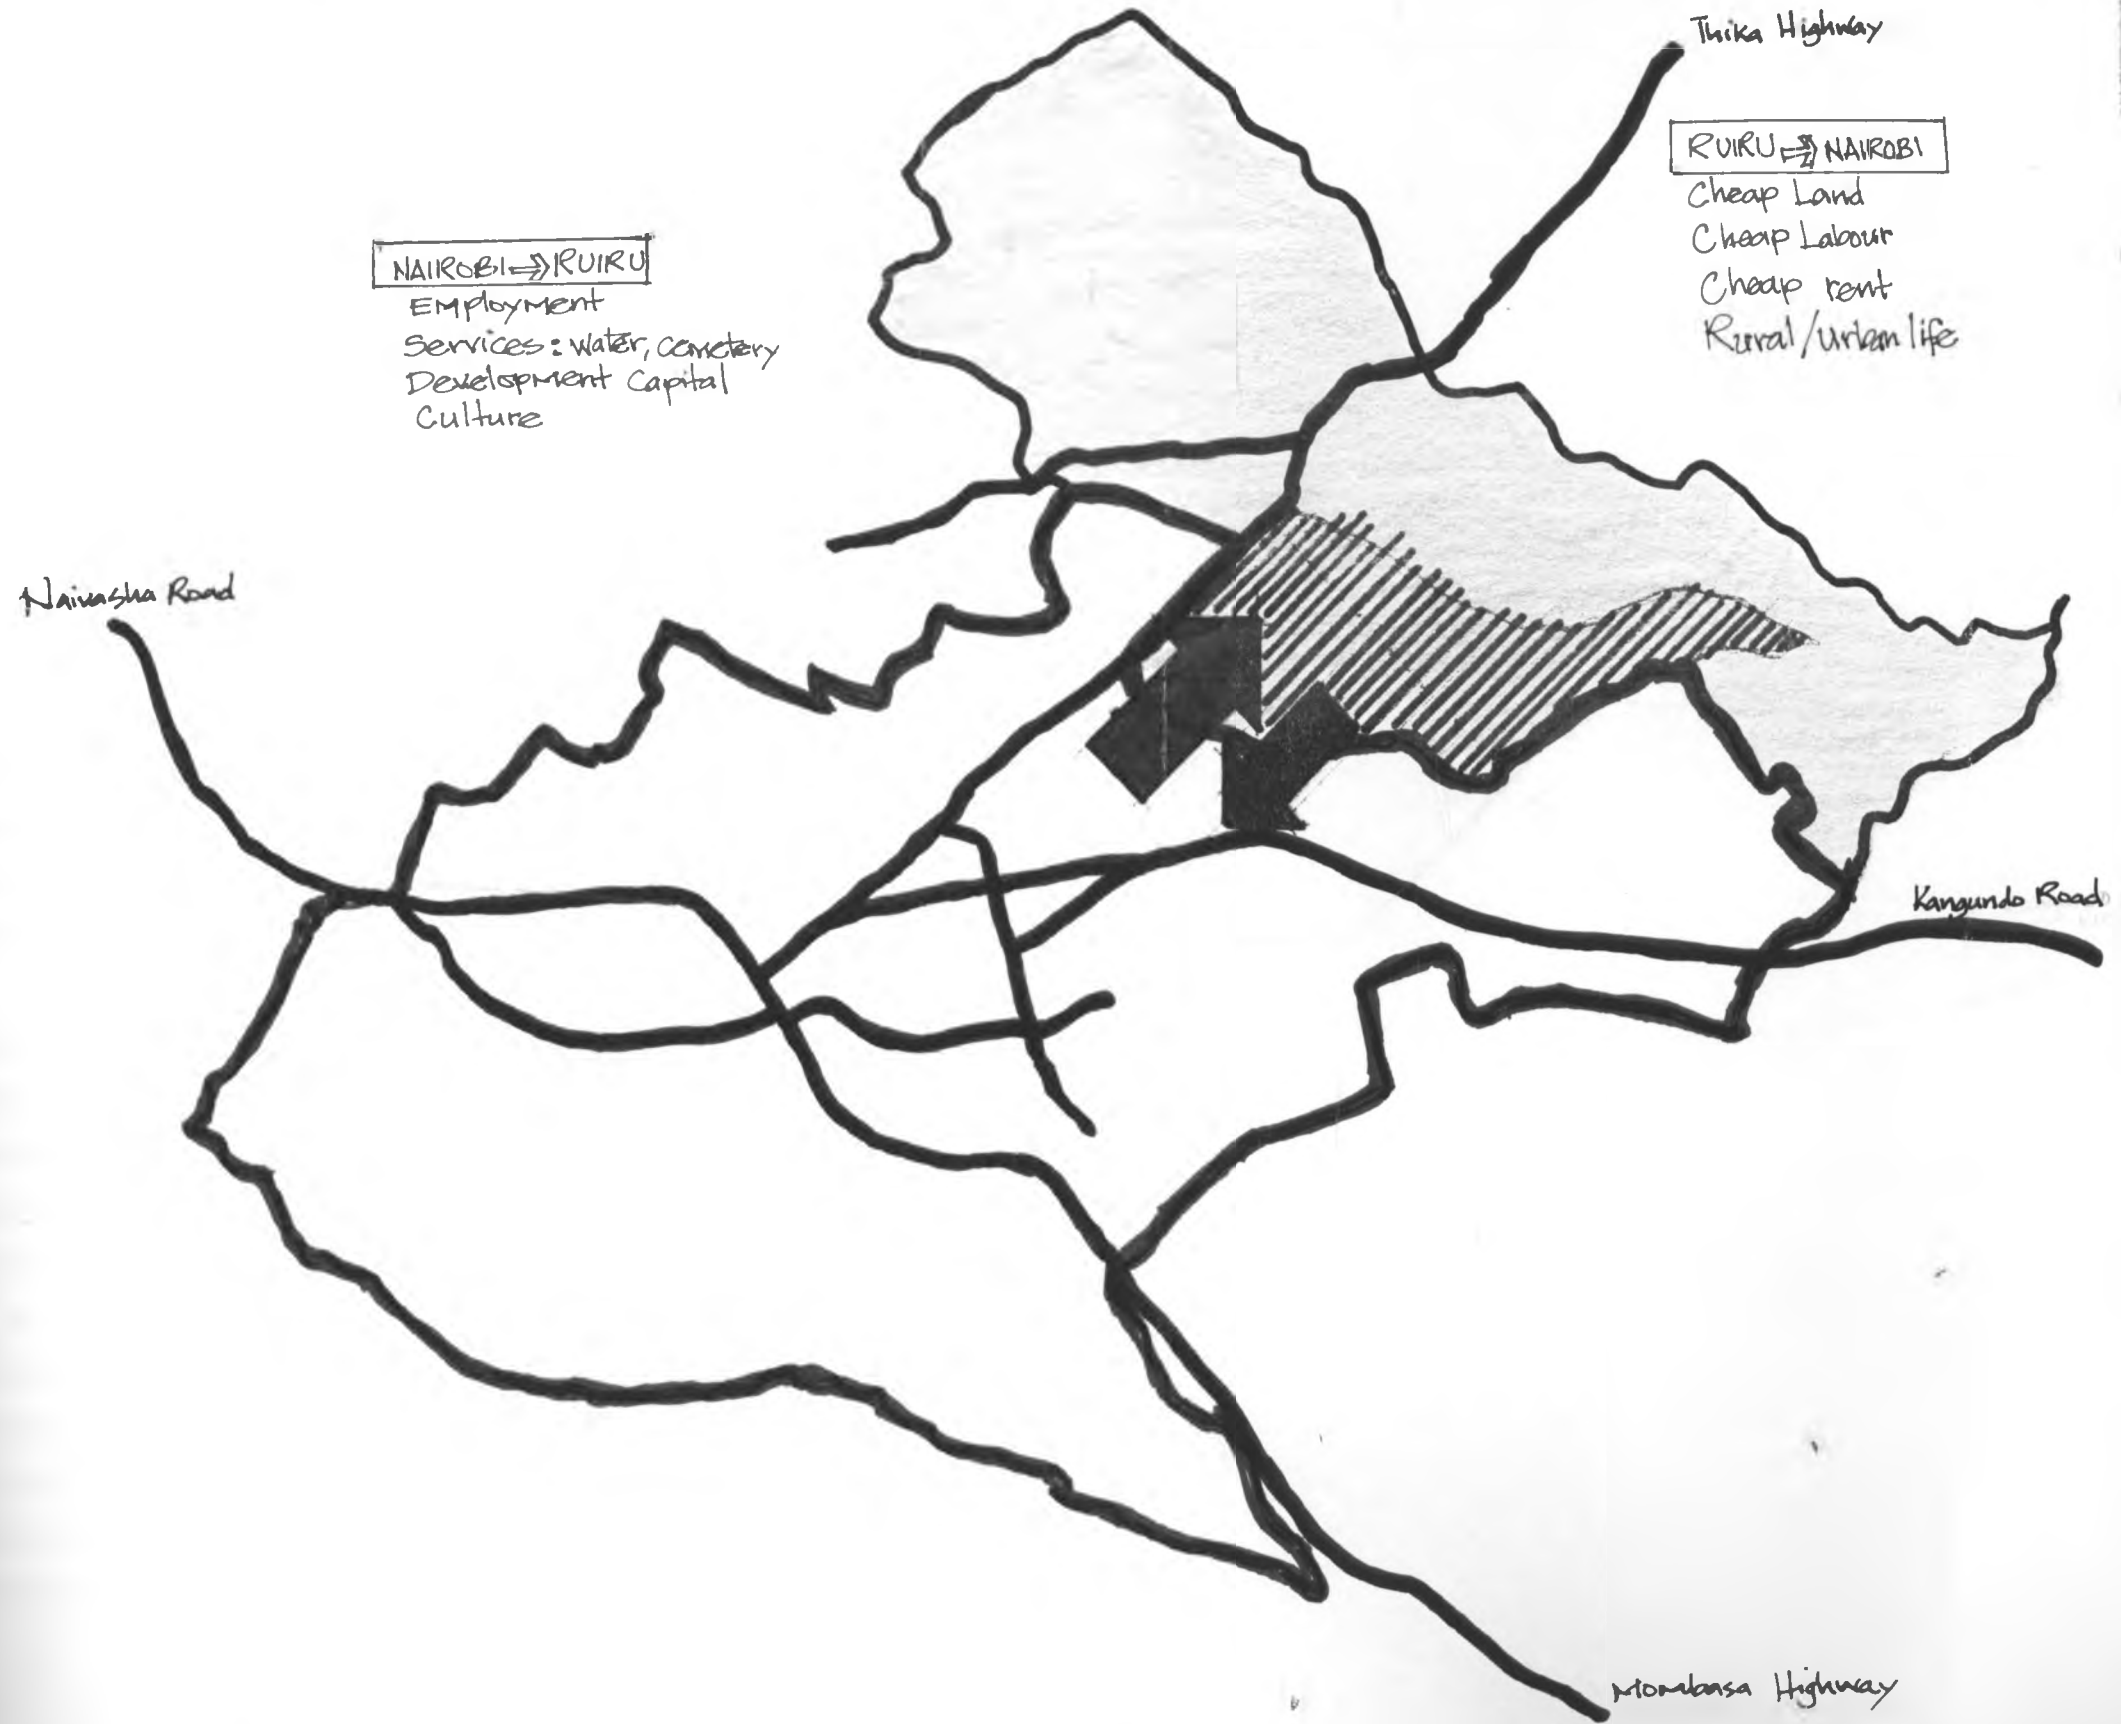 Thika Highway
RUIRU ⇒ NAIROBI
Cheap Land
Cheap Labour
Cheap rent
Rural/urban life
NAIROBI ⇒ RUIRU
Employment
Services: water, cemetery
Development Capital
Culture
Naivasha Road
Kangundo Road
Mombasa Highway